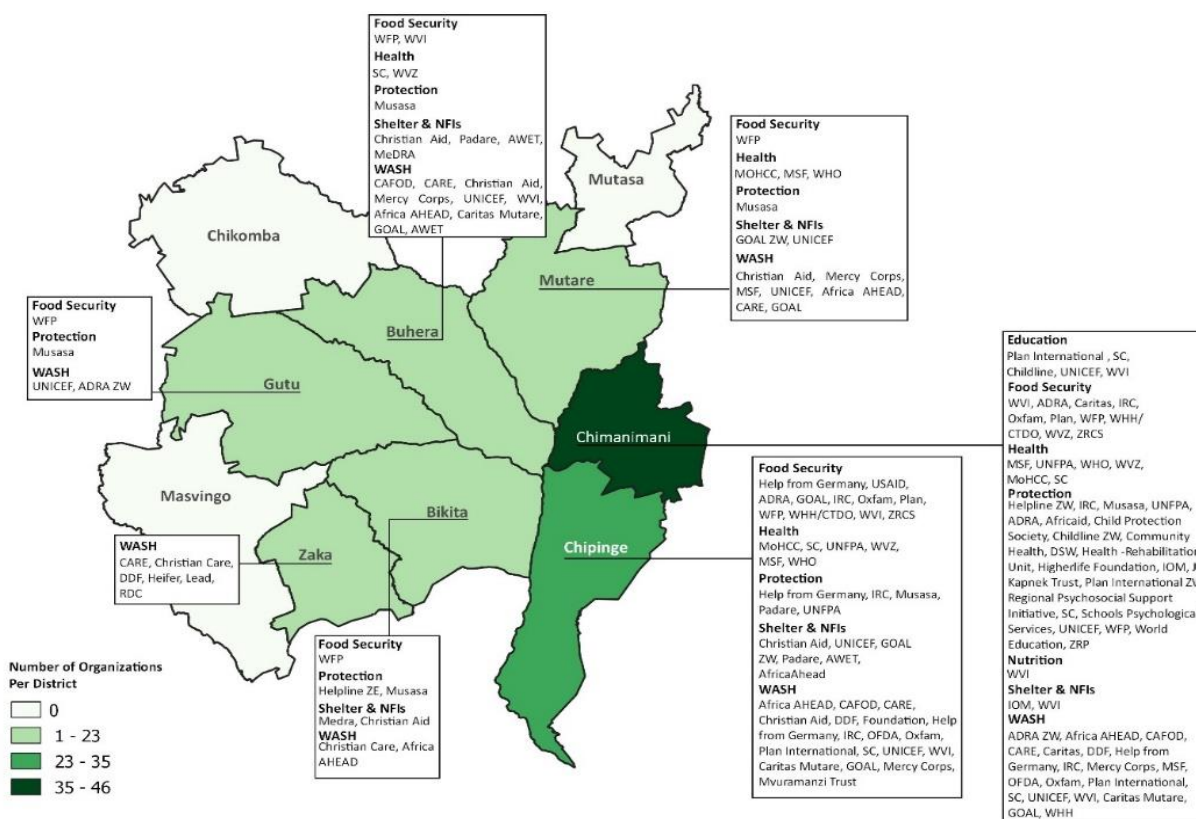 Food Security
WFP, WVI
Health
SC, WVZ
Protection
Musasa
Shelter & NFIs
Christian Aid, Padare, AWET,
MeDRA
WASH
CAFOD, CARE, Christian Aid,
Mercy Corps, UNICEF, WVI,
Africa AHEAD, Caritas Mutare,
GOAL, AWET
Food Security
WFP
Health
MOHCC, MSF, WHO
Protection
Musasa
Shelter & NFIs
GOAL ZW, UNICEF
WASH
Christian Aid, Mercy Corps,
MSF, UNICEF, Africa AHEAD,
CARE, GOAL
Mutasa
Chikomba
Mutare
Food Security
WFP
Protection
Musasa
WASH
UNICEF, ADRA ZW
Buhera
Gutu
Chimanimani
Masvingo
Bikita
Zaka
Chipinge
Education
Plan International , SC,
Childline, UNICEF, WVI
Food Security
WVI, ADRA, Caritas, IRC,
Oxfam, Plan, WFP, WHH/
CTDO, WVZ, ZRCS
Health
MSF, UNFPA, WHO, WVZ,
MoHCC, SC
Protection
Helpline ZW, IRC, Musasa, UNFPA,
ADRA, Africaid, Child Protection
Society, Childline ZW, Community
Health, DSW, Health -Rehabilitation
Unit, Higherlife Foundation, IOM,
Kapnek Trust, Plan International
Regional Psychosocial Support
Initiative, SC, Schools Psychological
Services, UNICEF, WFP, World
Education, ZRP
Nutrition
WVI
Shelter & NFIs
IOM, WVI
WASH
ADRA ZW, Africa AHEAD, CAFOD,
CARE, Caritas, DDF, Help from
Germany, IRC, Mercy Corps, MSF,
OFDA, Oxfam, Plan International,
SC, UNICEF, WVI, Caritas Mutare,
GOAL, WHH
Food Security
Help from Germany, USAID,
ADRA, GOAL, IRC, Oxfam, Plan,
WFP, WHH/CTDO, WVI, ZRCS
Health
MoHCC, SC, UNFPA, WVZ,
MSF, WHO
Protection
Help from Germany, IRC, Musasa,
Padare, UNFPA
Shelter & NFIs
Christian Aid, UNICEF, GOAL
ZW, Padare, AWET,
AfricaAhead
WASH
Africa AHEAD, CAFOD, CARE,
Christian Aid, DDF, Foundation, Help
from Germany, IRC, OFDA, Oxfam,
Plan International, SC, UNICEF, WVI,
Caritas Mutare, GOAL, Mercy Corps,
Mvuramanzi Trust
WASH
CARE, Christian Care,
DDF, Heifer, Lead,
RDC
Food Security
WFP
Protection
Helpline ZE, Musasa
Shelter & NFIs
Medra, Christian Aid
WASH
Christian Care, Africa
AHEAD
Number of Organizations
Per District
0
1 - 23
23 - 35
35 - 46